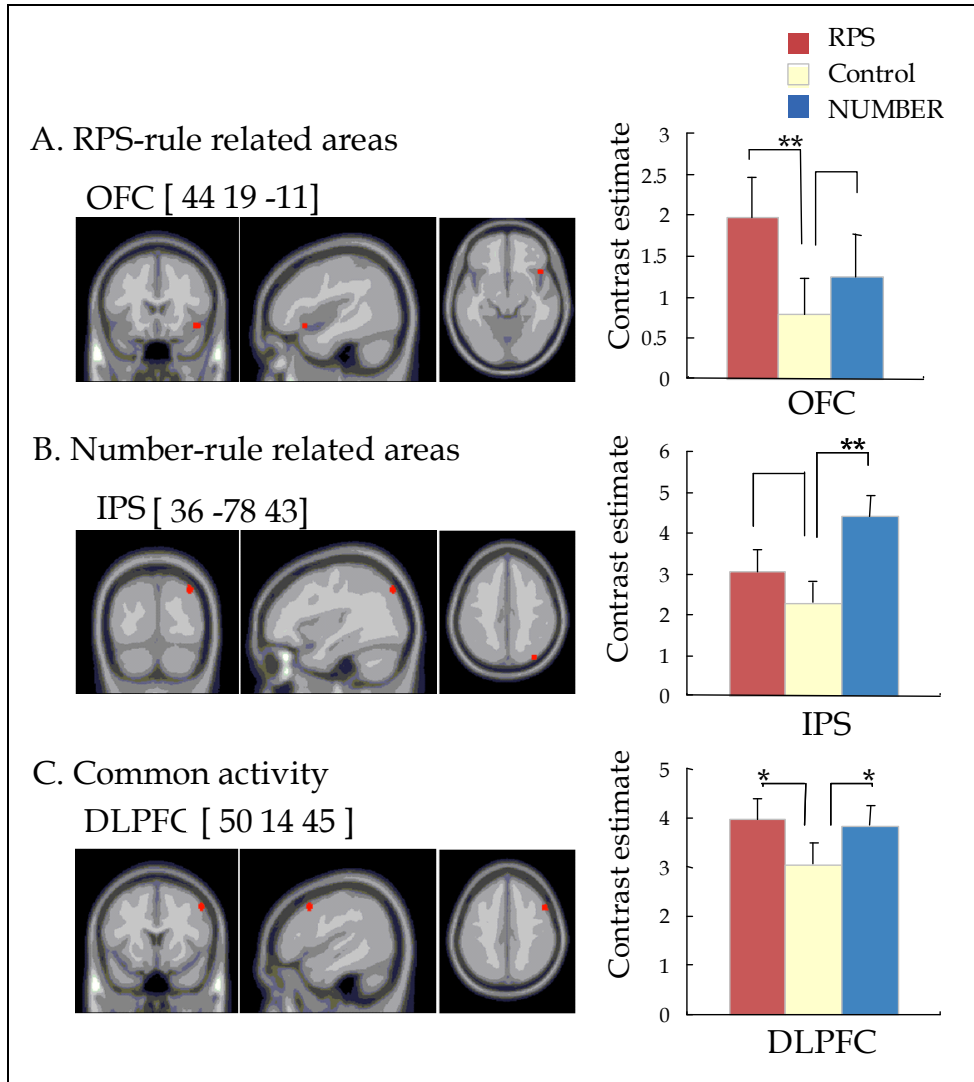 RPS
Control
NUMBER
A. RPS-rule related areas
OFC [ 44 19 -11]
Contrast estimate
3
2.5
2
1.5
1
0.5
0
**
OFC
B. Number-rule related areas
IPS [ 36 -78 43]
Contrast estimate
6
5
4
3
2
1
0
**
IPS
C. Common activity
DLPFC [ 50 14 45 ]
Contrast estimate
5
4
3
2
1
0
* *
DLPFC